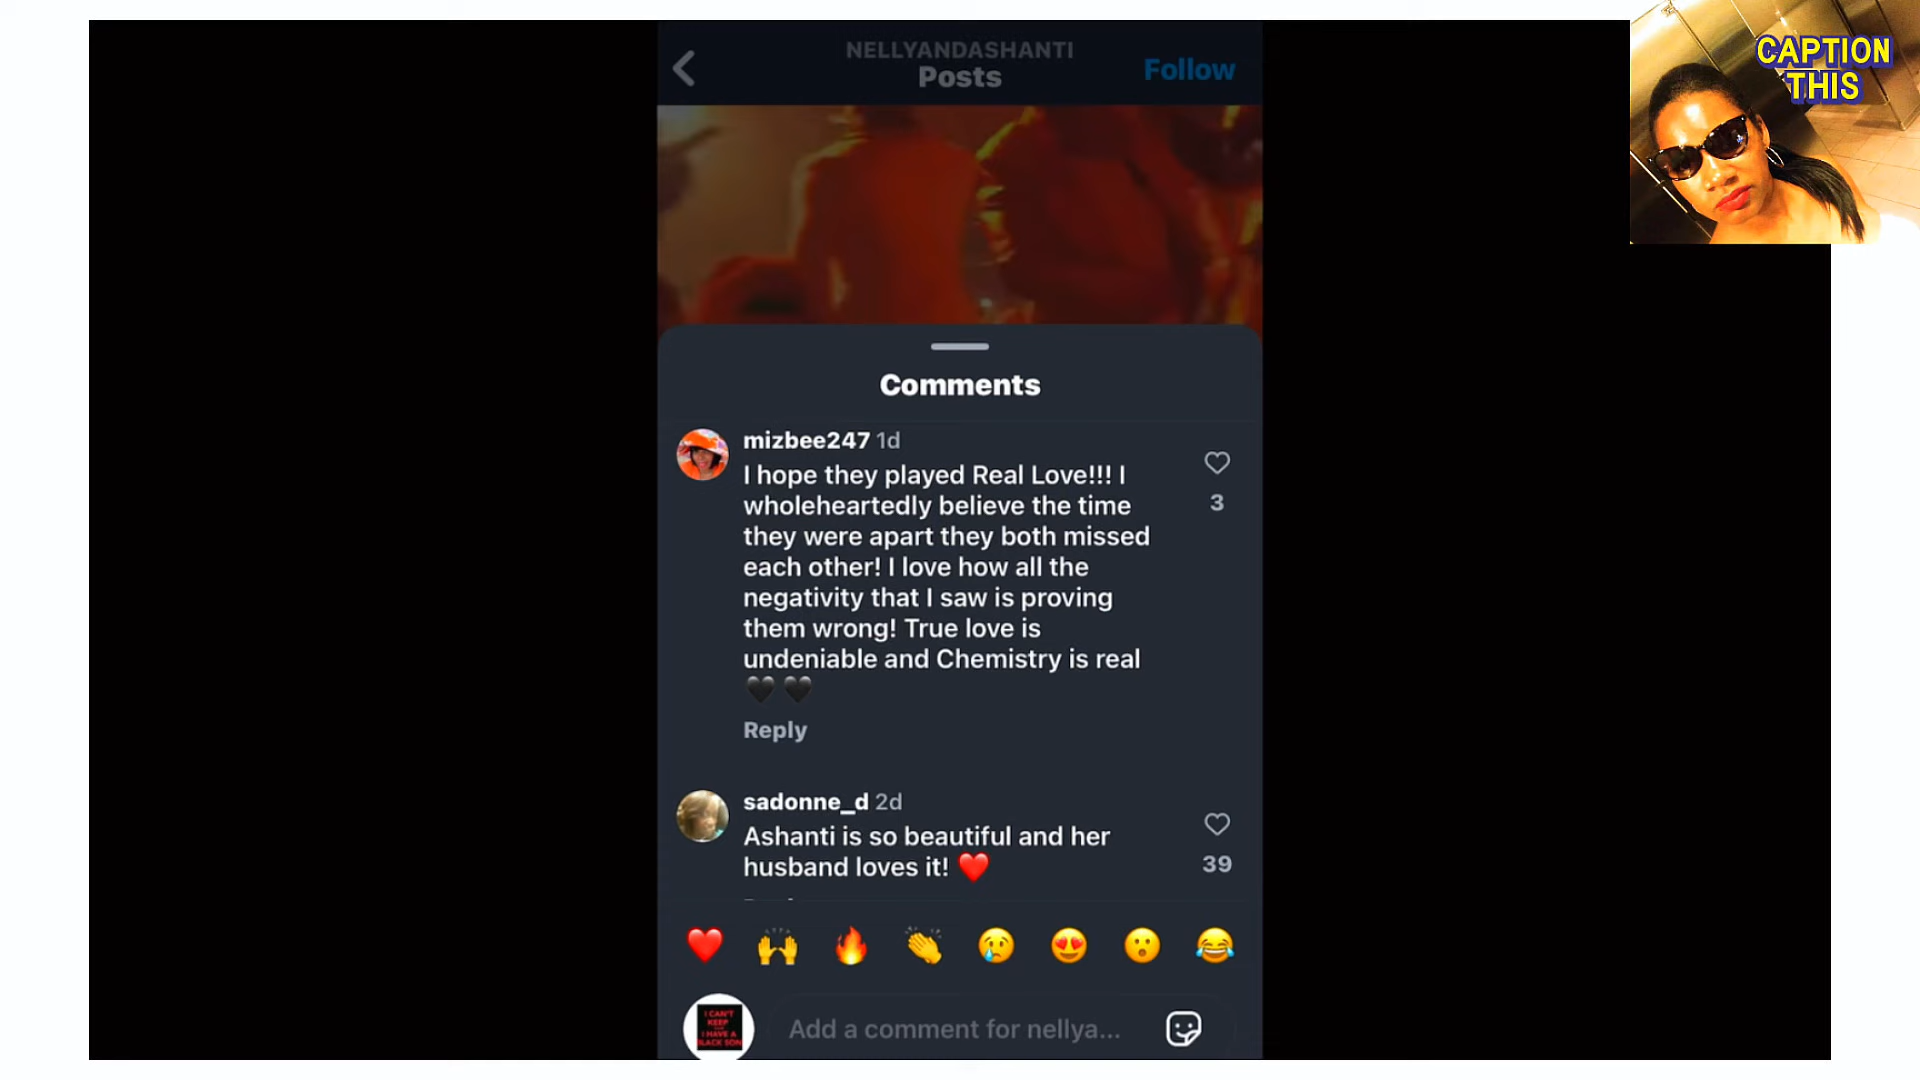 NELLYANDASHANTI
Posts
Follow
CAPTION
THIS
Comments
mizbee247 1d
I hope they played Real Love!!! I
wholeheartedly believe the time
they were apart they both missed
each other! I love how all the
negativity that I saw is proving
them wrong! True love is
undeniable and Chemistry is real
🖤🖤
3
Reply
sadonne_d 2d
Ashanti is so beautiful and her
husband loves it! ❤️
39
❤️ 🙌 🔥 👏 😢 😍 😮 😂
I CAN'T
KEEP
I HAVE A
BLACK SON
Add a comment for nellya...